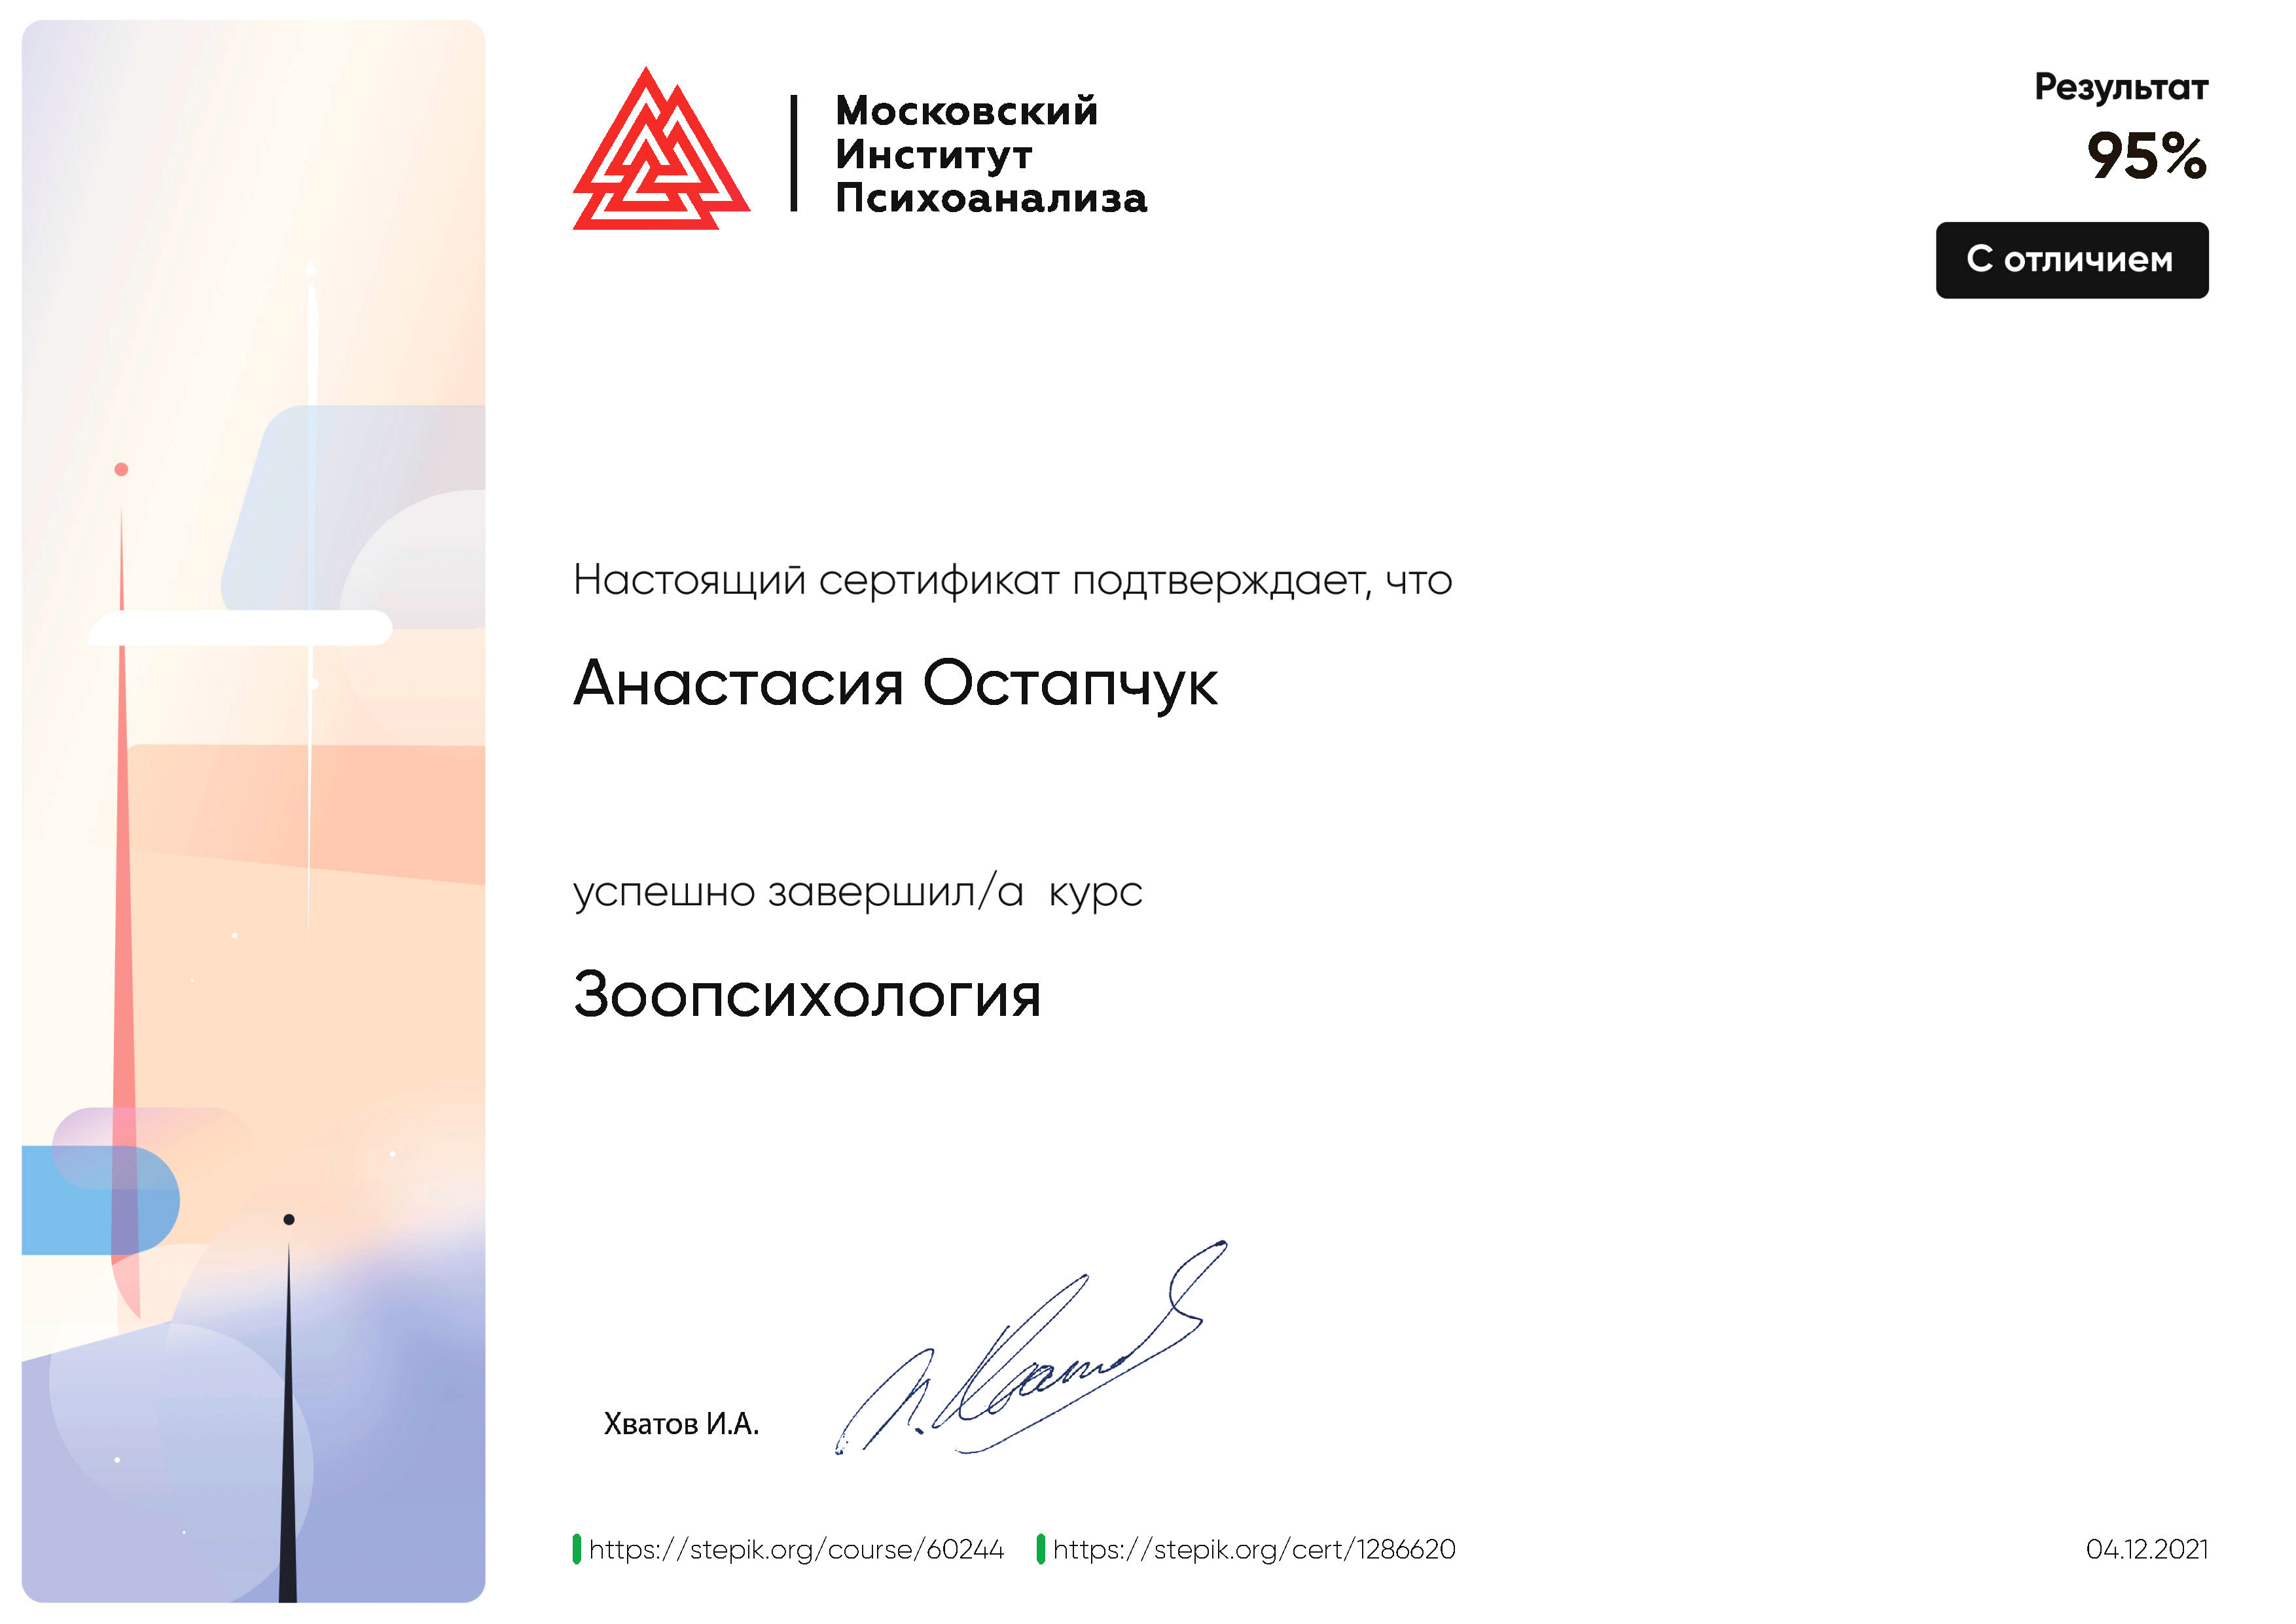 Московский
Институт
Психоанализа
Результат
95%
С отличием
Настоящий сертификат подтверждает, что
Анастасия Остапчук
успешно завершил/а курс
Зоопсихология
Хватов И.А.
https://stepik.org/course/60244 https://stepik.org/cert/1286620
04.12.2021